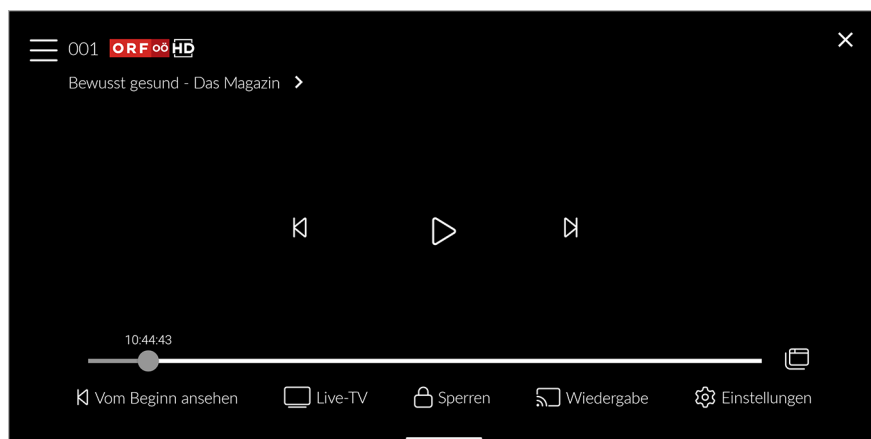 001 ORF oö HD
Bewusst gesund - Das Magazin
10:44:43
Vom Beginn ansehen
Live-TV
Sperren
Wiedergabe
Einstellungen